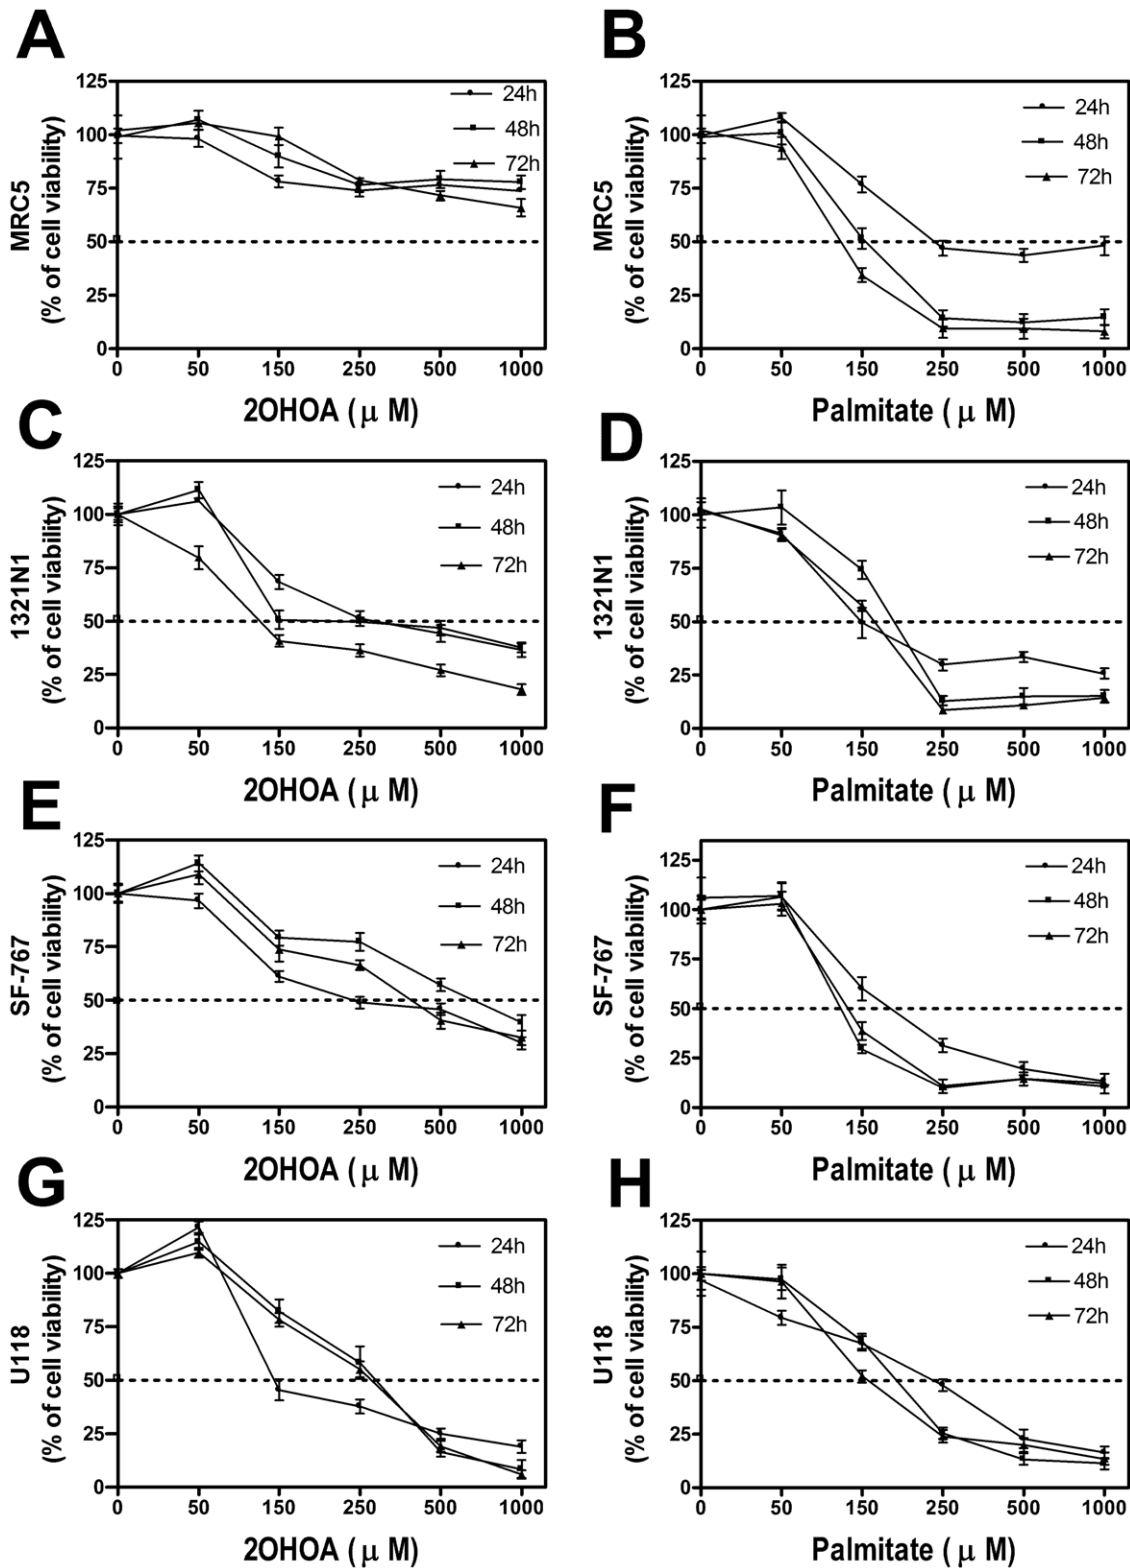 A
MRC5
(% of cell viability)
125
100
75
50
25
0
24h
48h
72h
0 50 150 250 500 1000
2OHOA ( μ M)
B
MRC5
(% of cell viability)
125
100
75
50
25
0
24h
48h
72h
0 50 150 250 500 1000
Palmitate ( μ M)
C
1321N1
(% of cell viability)
125
100
75
50
25
0
24h
48h
72h
0 50 150 250 500 1000
2OHOA ( μ M)
D
1321N1
(% of cell viability)
125
100
75
50
25
0
24h
48h
72h
0 50 150 250 500 1000
Palmitate ( μ M)
E
SF-767
(% of cell viability)
125
100
75
50
25
0
24h
48h
72h
0 50 150 250 500 1000
2OHOA ( μ M)
F
SF-767
(% of cell viability)
125
100
75
50
25
0
24h
48h
72h
0 50 150 250 500 1000
Palmitate ( μ M)
G
U118
(% of cell viability)
125
100
75
50
25
0
24h
48h
72h
0 50 150 250 500 1000
2OHOA ( μ M)
H
U118
(% of cell viability)
125
100
75
50
25
0
24h
48h
72h
0 50 150 250 500 1000
Palmitate ( μ M)